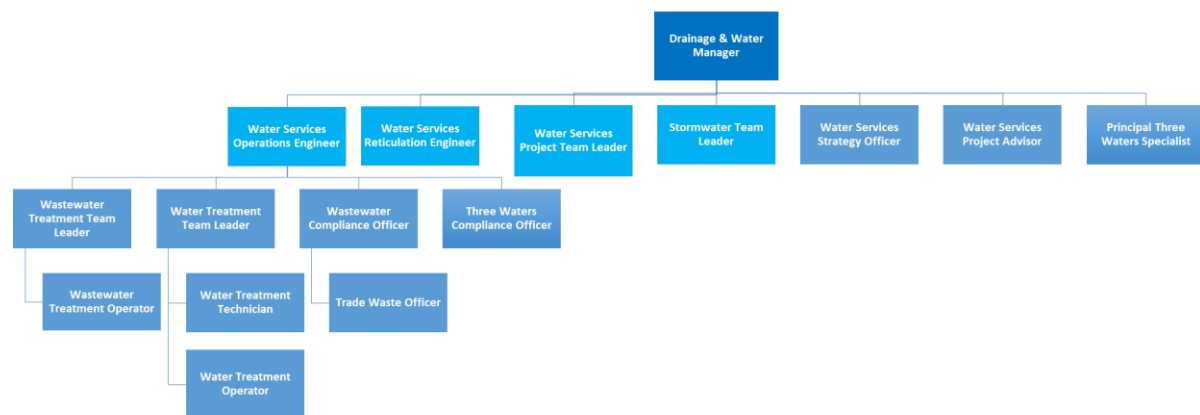 Drainage & Water
Manager
Water Services
Operations Engineer
Water Services
Reticulation Engineer
Water Services
Project Team Leader
Stormwater Team
Leader
Water Services
Strategy Officer
Water Services
Project Advisor
Principal Three
Waters Specialist
Wastewater
Treatment Team
Leader
Water Treatment
Team Leader
Wastewater
Compliance Officer
Three Waters
Compliance Officer
Wastewater
Treatment Operator
Water Treatment
Technician
Trade Waste Officer
Water Treatment
Operator